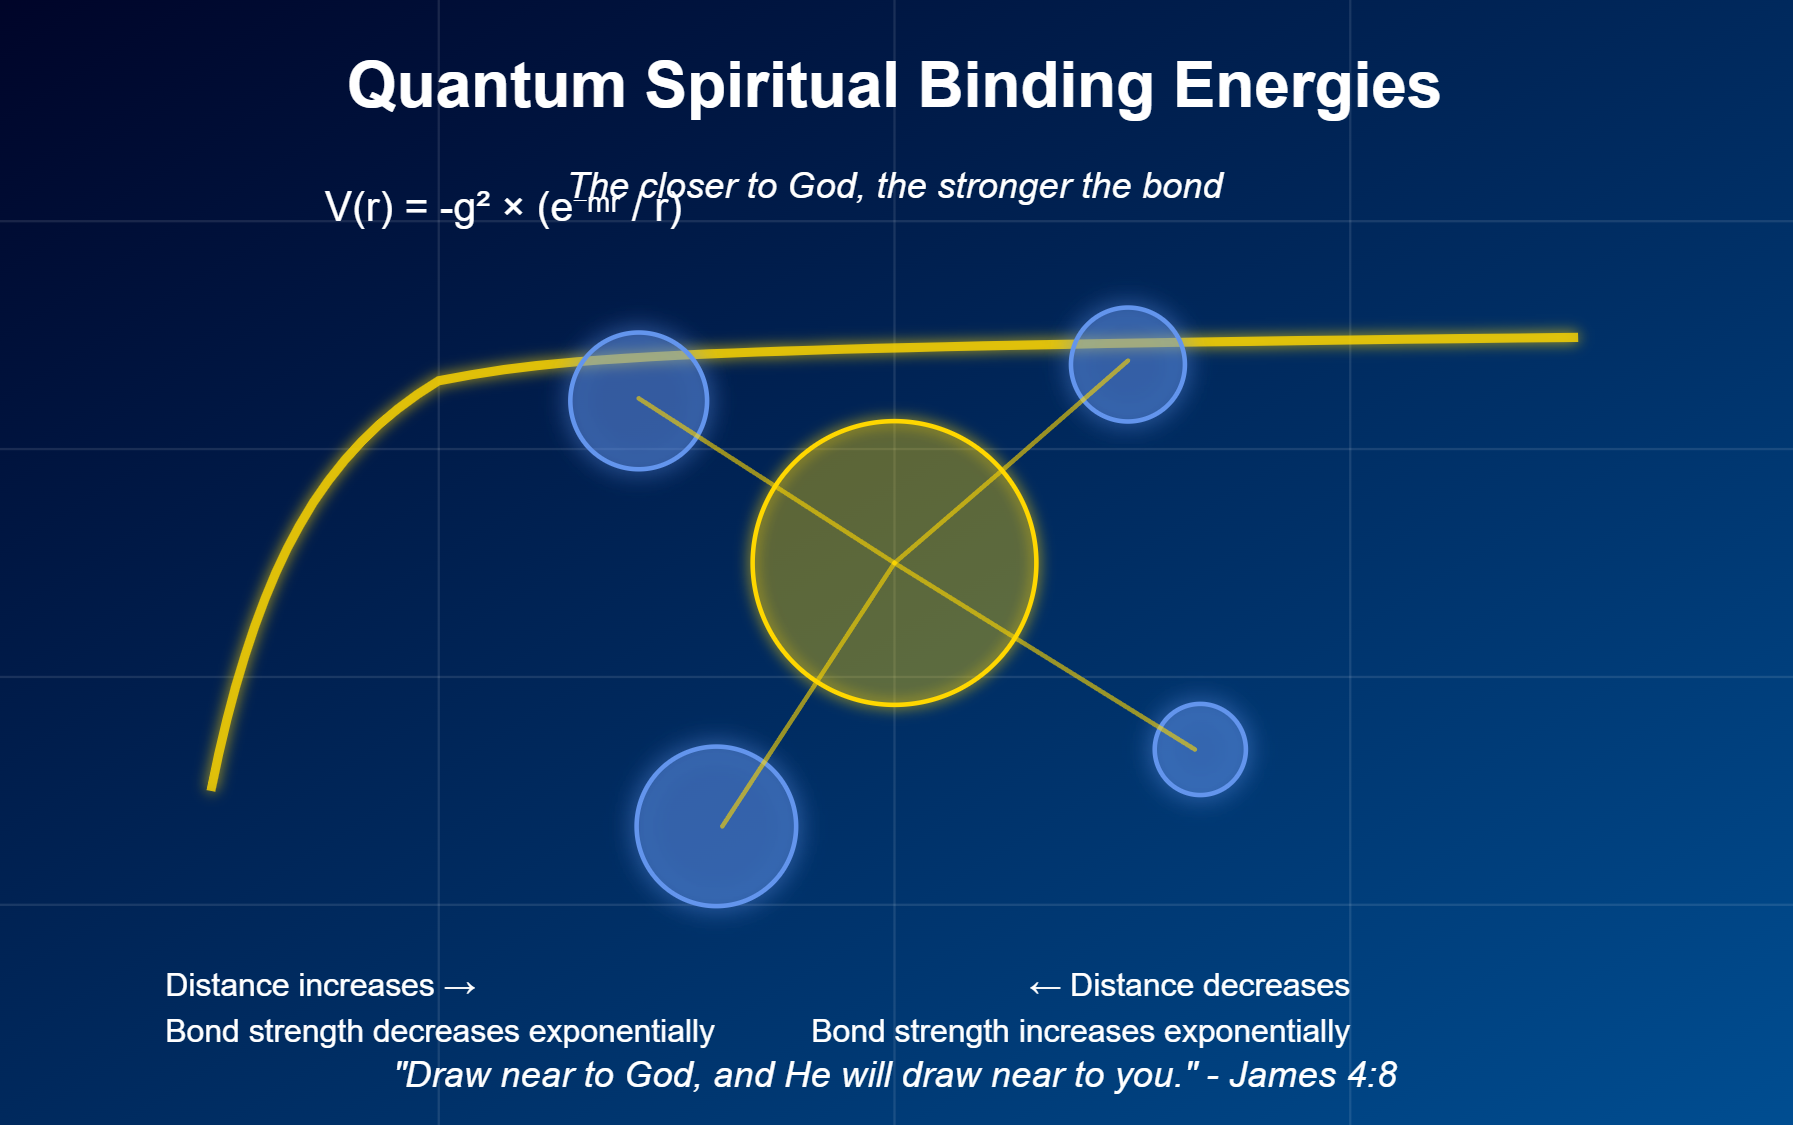 Quantum Spiritual Binding Energies
The closer to God, the stronger the bond
V(r) = -g² × (e⁻ᵐʳ / r)
Distance increases →
← Distance decreases
Bond strength decreases exponentially
Bond strength increases exponentially
"Draw near to God, and He will draw near to you." - James 4:8